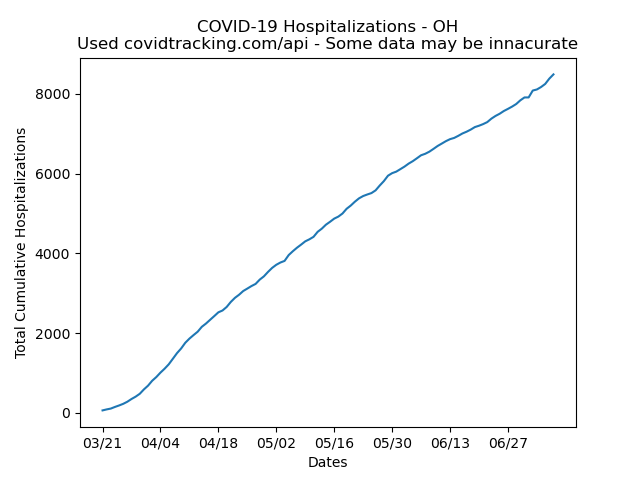 COVID-19 Hospitalizations - OH
Used covidtracking.com/api - Some data may be innacurate
Total Cumulative Hospitalizations
8000
6000
4000
2000
0
03/21 04/04 04/18 05/02 05/16 05/30 06/13 06/27
Dates